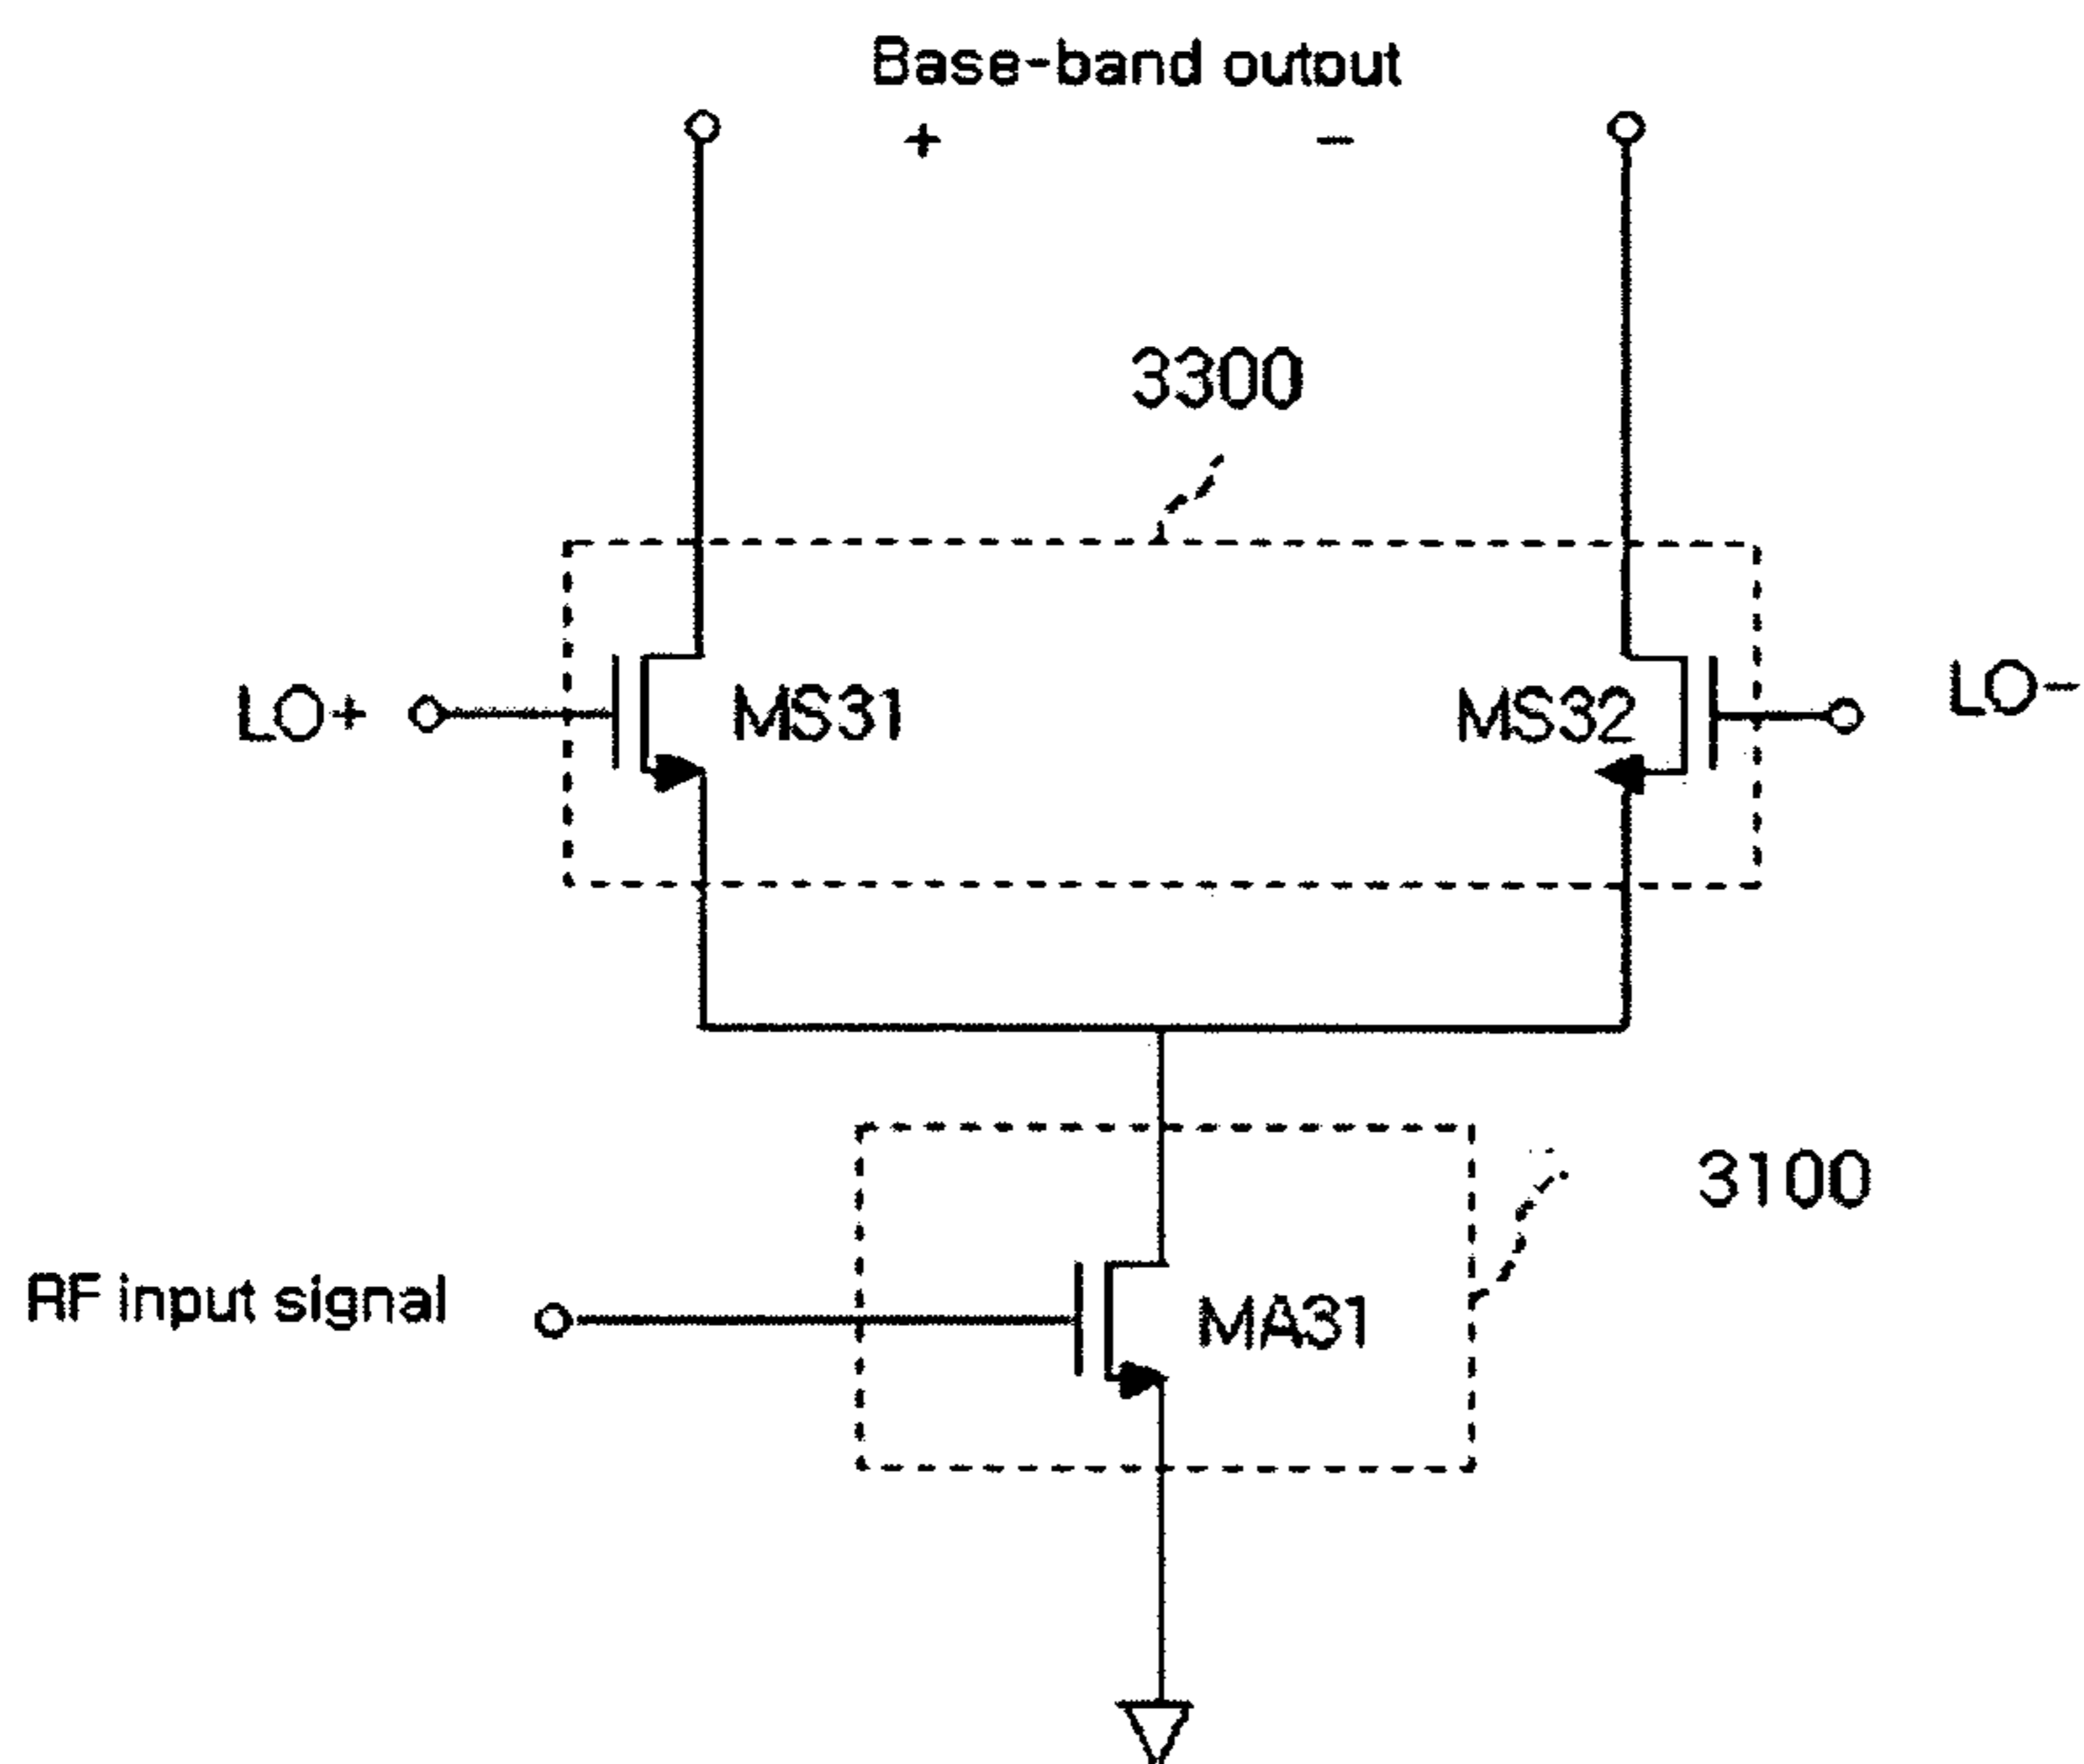 Base-band outout
+ -
3300
LO+ MS31 MS32 LO-
3100
RF input signal MA31